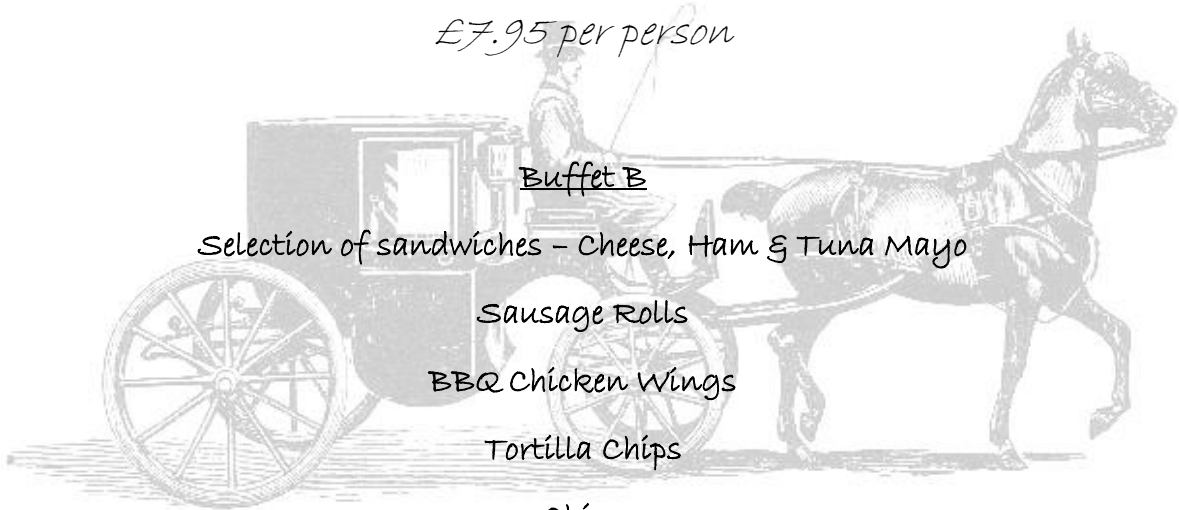 £7.95 per person
Buffet B
Selection of sandwiches – Cheese, Ham & Tuna Mayo
Sausage Rolls
BBQ Chicken Wings
Tortilla Chips